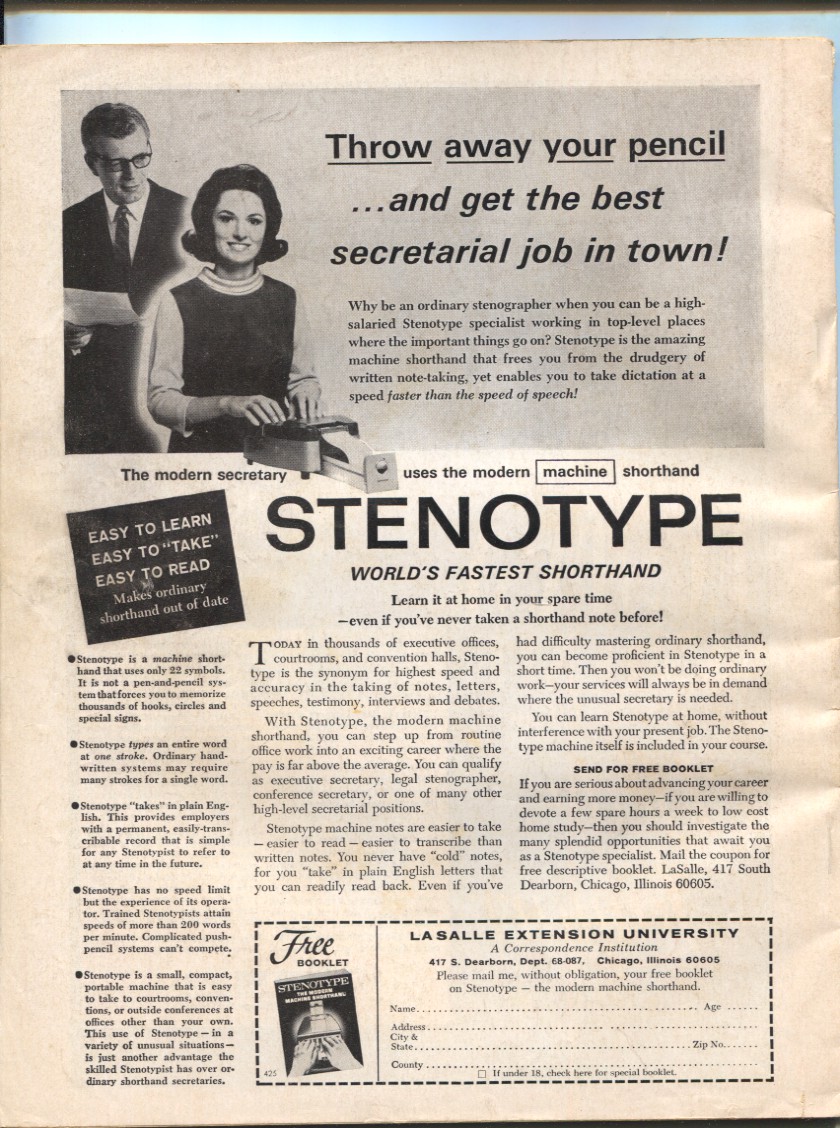 Throw away your pencil
...and get the best
secretarial job in town!
Why be an ordinary stenographer when you can be a high-
salaried Stenotype specialist working in top-level places
where the important things go on? Stenotype is the amazing
machine shorthand that frees you from the drudgery of
written note-taking, yet enables you to take dictation at a
speed faster than the speed of speech!
The modern secretary uses the modern machine shorthand
STENOTYPE
WORLD'S FASTEST SHORTHAND
Learn it at home in your spare time
—even if you've never taken a shorthand note before!
EASY TO LEARN
EASY TO "TAKE"
EASY TO READ
Makes ordinary
shorthand out of date
●Stenotype is a machine short-
hand that uses only 22 symbols.
It is not a pen-and-pencil sys-
tem that forces you to memorize
thousands of hooks, circles and
special signs.
●Stenotype types an entire word
at one stroke. Ordinary hand-
written systems may require
many strokes for a single word.
●Stenotype "takes" in plain Eng-
lish. This provides employers
with a permanent, easily-trans-
cribable record that is simple
for any Stenotypist to refer to
at any time in the future.
●Stenotype has no speed limit
but the experience of its opera-
tor. Trained Stenotypists attain
speeds of more than 200 words
per minute. Complicated push-
pencil systems can't compete.
●Stenotype is a small, compact,
portable machine that is easy
to take to courtrooms, conven-
tions, or outside conferences at
offices other than your own.
This use of Stenotype — in a
variety of unusual situations —
is just another advantage the
skilled Stenotypist has over or-
dinary shorthand secretaries.
TODAY in thousands of executive offices,
courtrooms, and convention halls, Steno-
type is the synonym for highest speed and
accuracy in the taking of notes, letters,
speeches, testimony, interviews and debates.
With Stenotype, the modern machine
shorthand, you can step up from routine
office work into an exciting career where the
pay is far above the average. You can qualify
as executive secretary, legal stenographer,
conference secretary, or one of many other
high-level secretarial positions.
Stenotype machine notes are easier to take
— easier to read — easier to transcribe than
written notes. You never have "cold" notes,
for you "take" in plain English letters that
you can readily read back. Even if you've
had difficulty mastering ordinary shorthand,
you can become proficient in Stenotype in a
short time. Then you won't be doing ordinary
work—your services will always be in demand
where the unusual secretary is needed.
You can learn Stenotype at home, without
interference with your present job. The Steno-
type machine itself is included in your course.
SEND FOR FREE BOOKLET
If you are serious about advancing your career
and earning more money—if you are willing to
devote a few spare hours a week to low cost
home study—then you should investigate the
many splendid opportunities that await you
as a Stenotype specialist. Mail the coupon for
free descriptive booklet. LaSalle, 417 South
Dearborn, Chicago, Illinois 60605.
Free
BOOKLET
STENOTYPE
THE MODERN
MACHINE SHORTHAND
425
LASALLE EXTENSION UNIVERSITY
A Correspondence Institution
417 S. Dearborn, Dept. 68-087, Chicago, Illinois 60605
Please mail me, without obligation, your free booklet
on Stenotype — the modern machine shorthand.
Name Age
Address
City &
State Zip No.
County
□ If under 18, check here for special booklet.